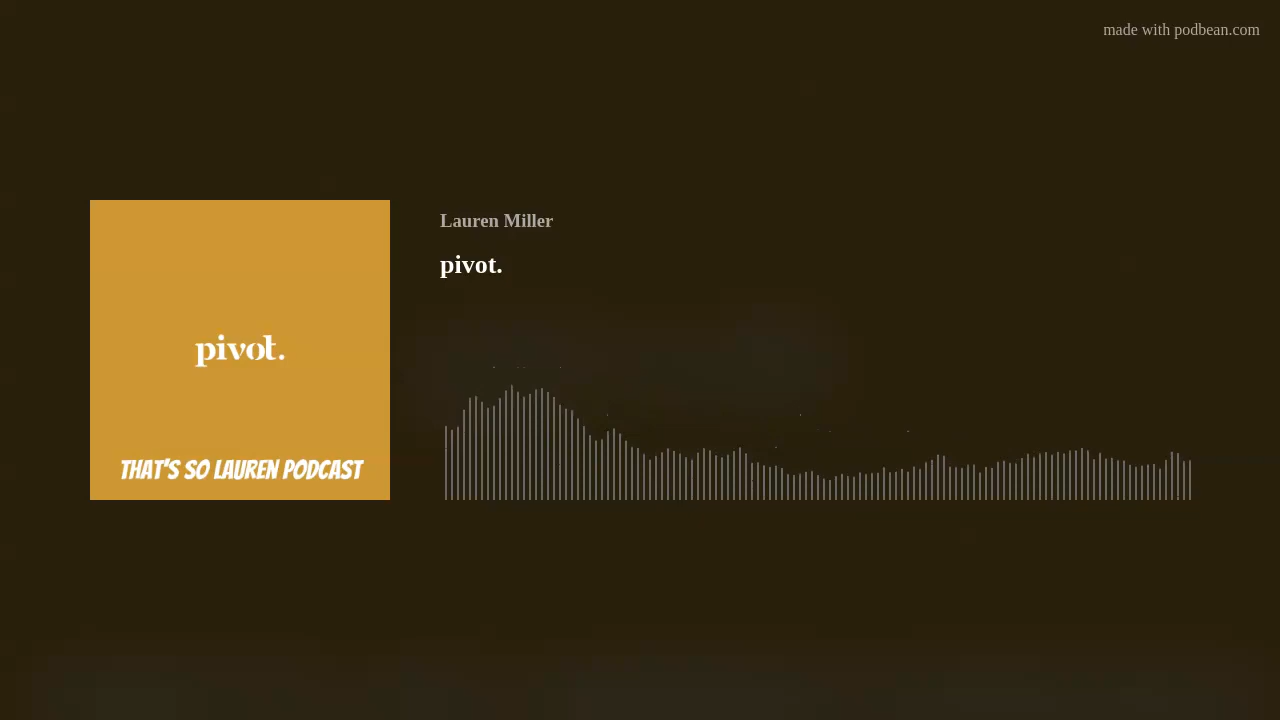 made with podbean.com
Lauren Miller
pivot.
pivot.
THAT'S SO LAUREN PODCAST